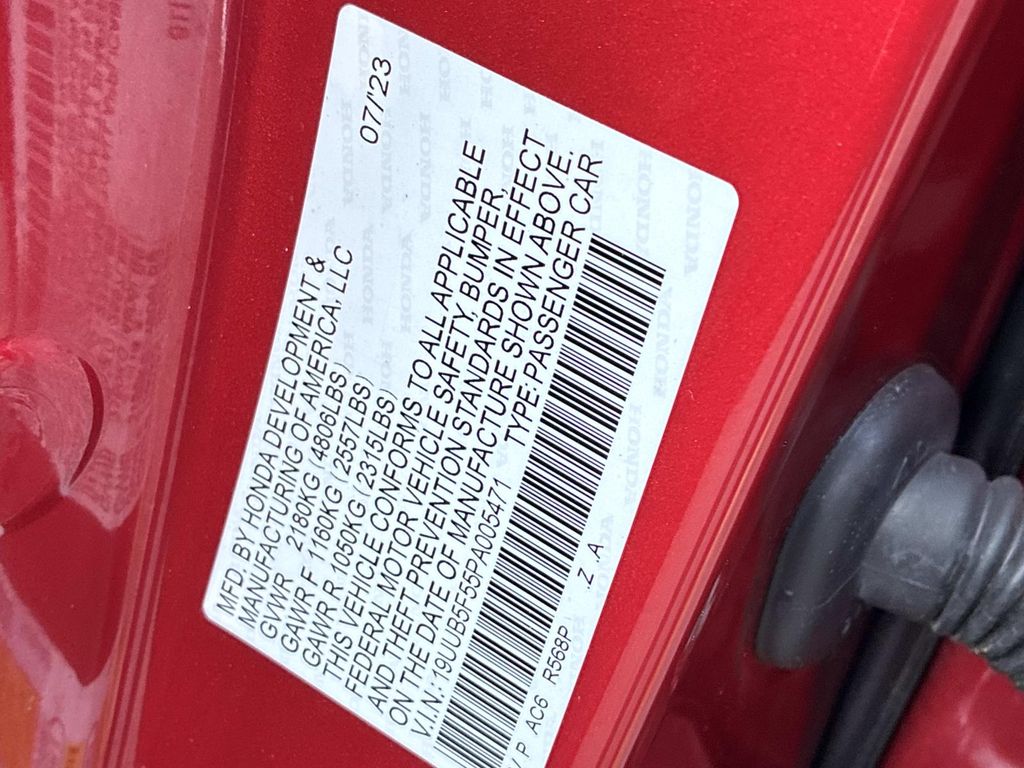 MFD. BY HONDA DEVELOPMENT & 07/'23
MANUFACTURING OF AMERICA, LLC
GVWR 2180KG (4806LBS)
GAWR F 1160KG (2557LBS)
GAWR R 1050KG (2315LBS)
THIS VEHICLE CONFORMS TO ALL APPLICABLE
FEDERAL MOTOR VEHICLE SAFETY, BUMPER,
AND THEFT PREVENTION STANDARDS IN EFFECT
ON THE DATE OF MANUFACTURE SHOWN ABOVE.
V.I.N.: 19UUB5F55PA005471 TYPE:PASSENGER CAR
P AC6 R568P Z A